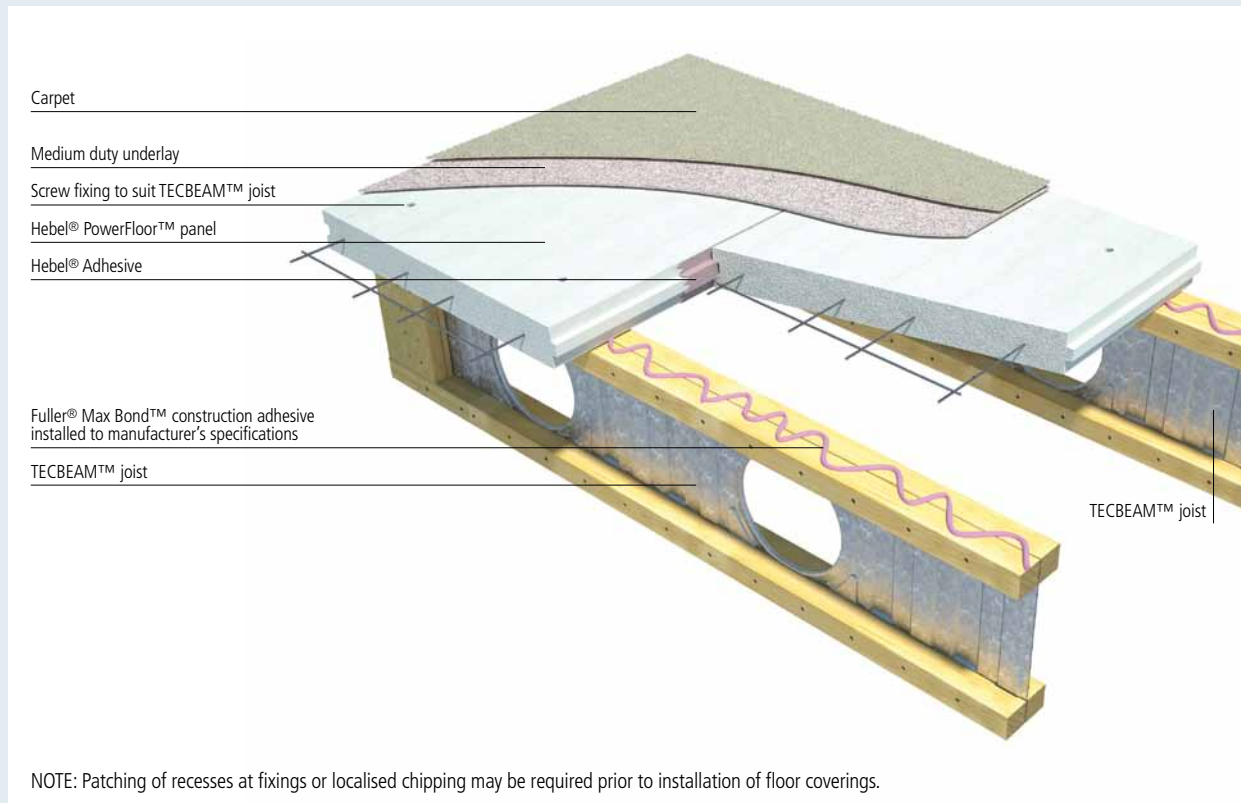 Carpet
Medium duty underlay
Screw fixing to suit TECBEAM™ joist
Hebel® PowerFloor™ panel
Hebel® Adhesive
Fuller® Max Bond™ construction adhesive
installed to manufacturer’s specifications
TECBEAM™ joist
TECBEAM™ joist
NOTE: Patching of recesses at fixings or localised chipping may be required prior to installation of floor coverings.